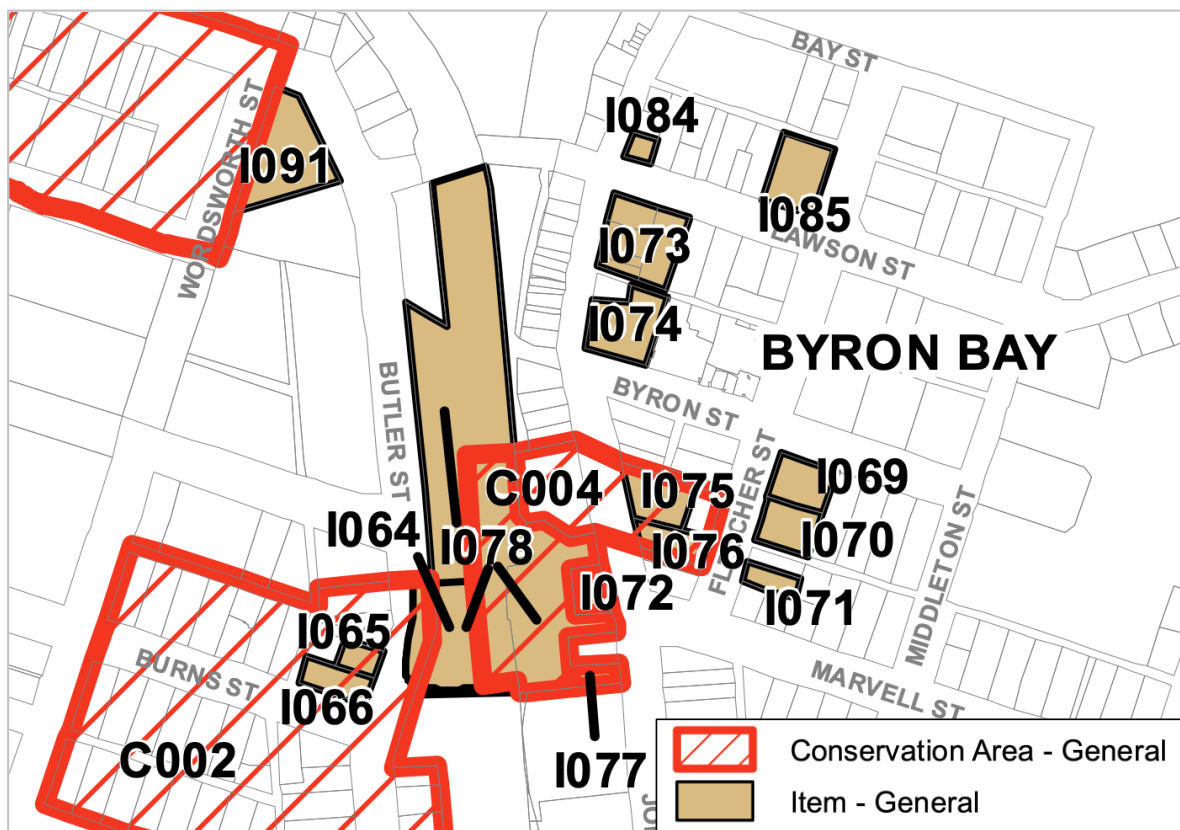 BAY ST
I084
WORDSWORTH ST
I091
I085
LAWSON ST
I073
I074
BYRON BAY
BUTLER ST
BYRON ST
FLETCHER ST
C004
I075
I069
I064
I078
I076
I070
I072
I071
MIDDLETON ST
I065
BURNS ST
I066
MARVELL ST
C002
I077
Conservation Area - General
Item - General